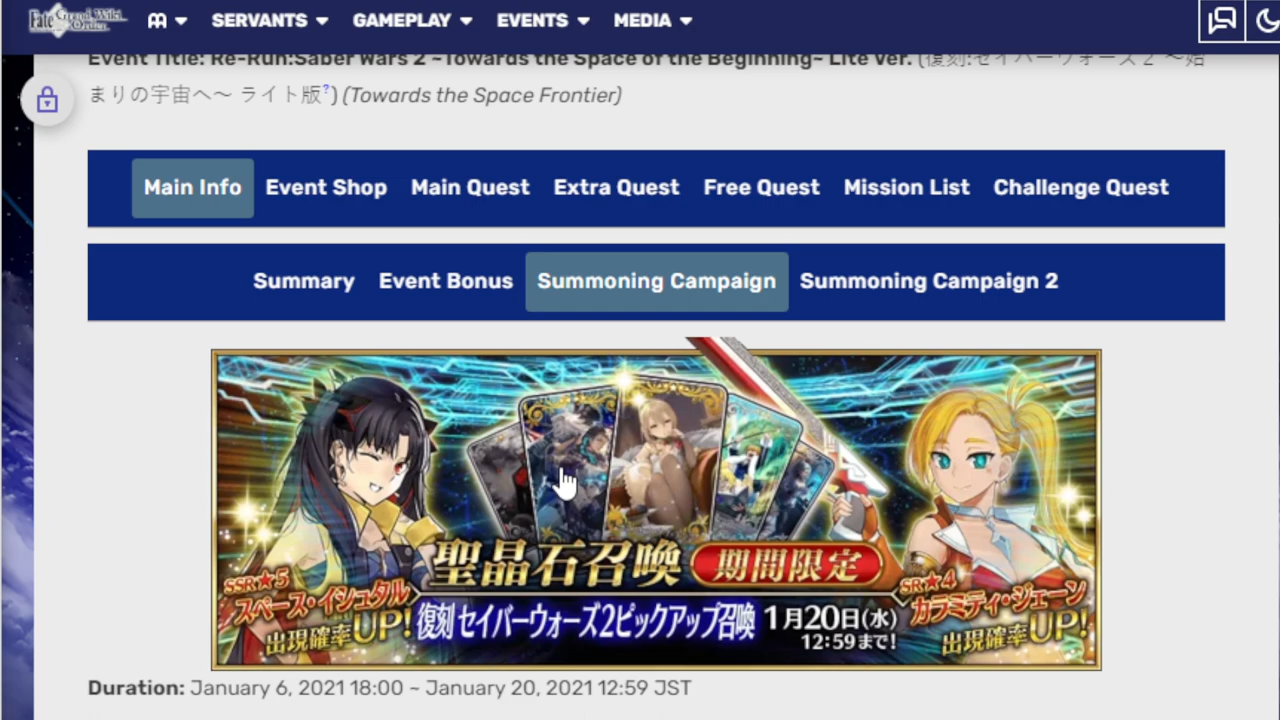 Fate Grand Order Wiki
SERVANTS GAMEPLAY EVENTS MEDIA
Event Title: Re-Run:Saber Wars 2 ~Towards the Space of the Beginning~ Lite Ver. (復刻:セイバーウォーズ2 〜始
まりの宇宙へ〜 ライト版?) (Towards the Space Frontier)
Main Info Event Shop Main Quest Extra Quest Free Quest Mission List Challenge Quest
Summary Event Bonus Summoning Campaign Summoning Campaign 2
聖晶石召喚 期間限定
SSR★5
スペース・イシュタル
出現確率UP!
復刻 セイバーウォーズ2ピックアップ召喚
1月20日(水)
12:59まで!
SR★4
カラミティ・ジェーン
出現確率UP!
Duration: January 6, 2021 18:00 ~ January 20, 2021 12:59 JST